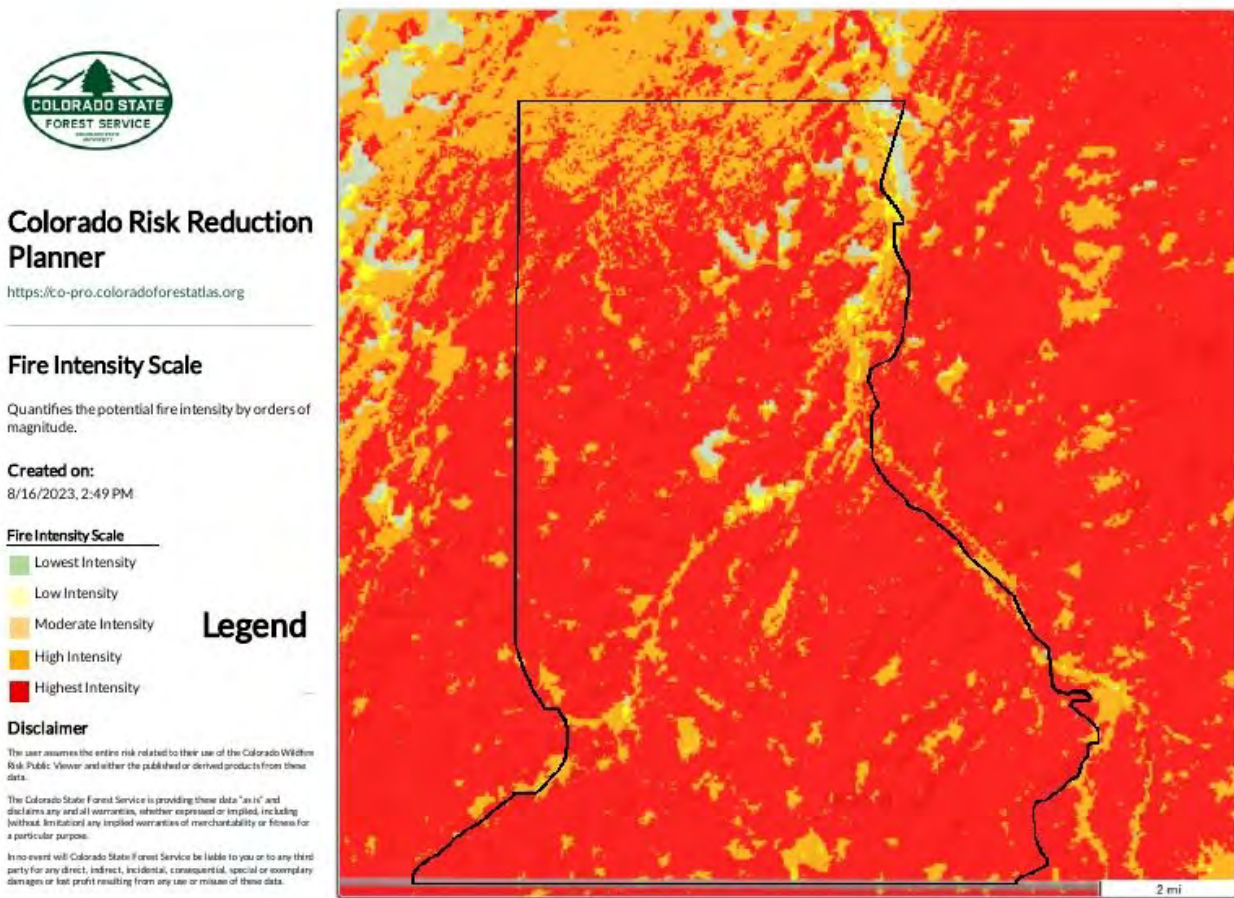 COLORADO STATE
FOREST SERVICE
Colorado Risk Reduction
Planner
https://co-pro.coloradoforestatlas.org
Fire Intensity Scale
Quantifies the potential fire intensity by orders of
magnitude.
Created on:
8/16/2023, 2:49 PM
Fire Intensity Scale
Lowest Intensity
Low Intensity
Moderate Intensity
High Intensity
Highest Intensity
Legend
Disclaimer
The user assumes the entire risk related to their use of the Colorado Wildfire
Risk Public Viewer and either the published or derived products from these
data.
The Colorado State Forest Service is providing these data "as is" and
disclaims any and all warranties, whether expressed or implied, including
(without limitation) any implied warranties of merchantability or fitness for
a particular purpose.
In no event will Colorado State Forest Service be liable to you or to any third
party for any direct, indirect, incidental, consequential, special or exemplary
damages or lost profit resulting from any use or misuse of these data.
2 mi